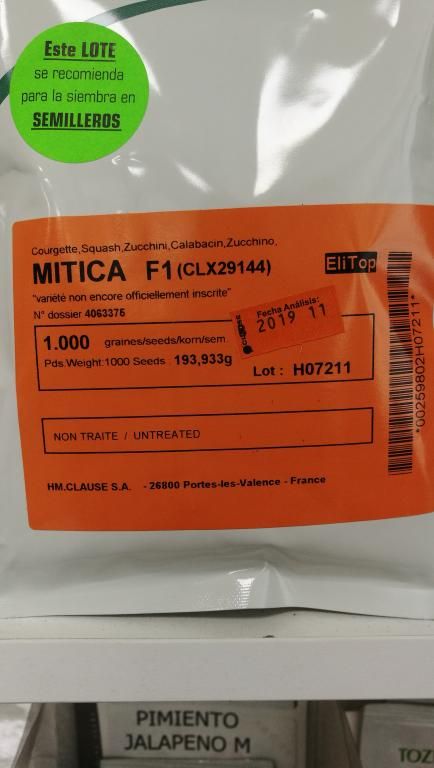 Este LOTE
se recomienda
para la siembra en
SEMILLEROS
Courgette,Squash,Zucchini,Calabacin,Zucchino,
MITICA F1 (CLX29144)
EliTop
"variété non encore officiellement inscrite"
N° dossier 4063376
Fecha Análisis:
2019 11
1.000 graines/seeds/korn/sem.
Pds.Weight:1000 Seeds : 193,933g
Lot : H07211
*00259802H07211*
NON TRAITE / UNTREATED
HM.CLAUSE S.A. - 26800 Portes-les-Valence - France
PIMIENTO
JALAPENO M